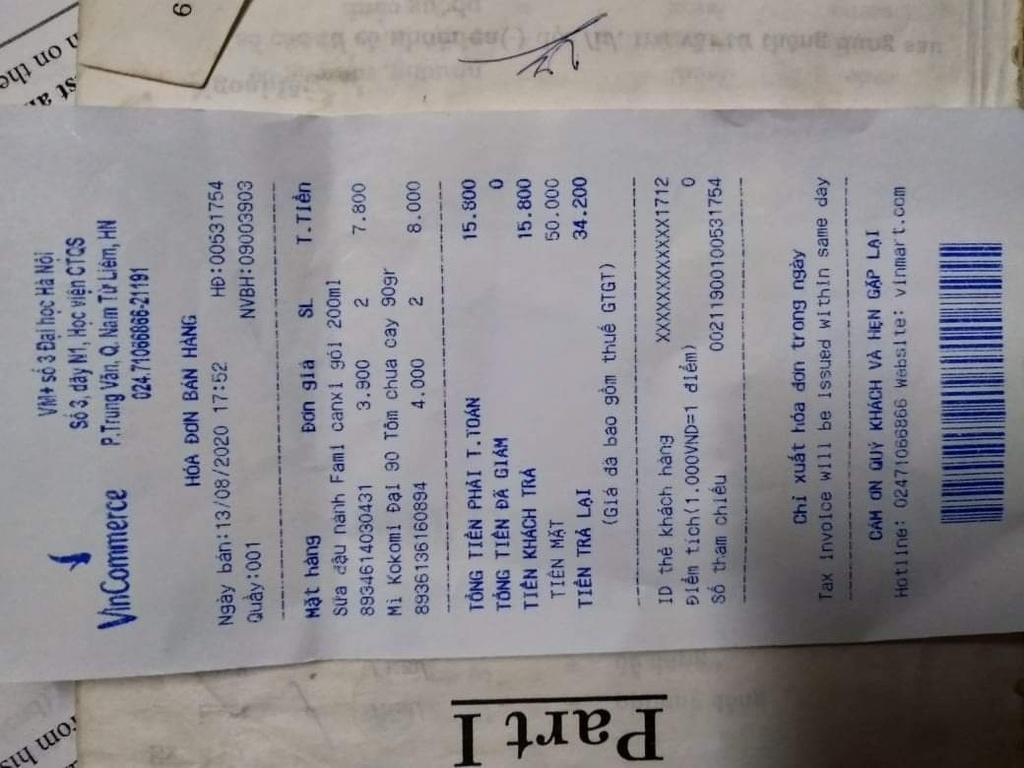 VinCommerce
VM+ số 3 Đại học Hà Nội
Số 3, dãy N1, Học viện CTQS
P.Trung Văn, Q. Nam Từ Liêm, HN
024.71066866-21191
HÓA ĐƠN BÁN HÀNG
Ngày bán:13/08/2020 17:52 HĐ:00531754
Quầy:001 NVBH:09003903
Mặt hàng Đơn giá SL T.Tiền
Sữa đậu nành Fami canxi gói 200ml
8934614030431 3.900 2 7.800
Mì Kokomi Đại 90 Tôm chua cay 90gr
8936136160894 4.000 2 8.000
TỔNG TIỀN PHẢI T.TOÁN 15.800
TỔNG TIỀN ĐÃ GIẢM 0
TIỀN KHÁCH TRẢ 15.800
TIỀN MẶT 50.000
TIỀN TRẢ LẠI 34.200
(Giá đã bao gồm thuế GTGT)
ID thẻ khách hàng XXXXXXXXXXXX1712
Điểm tích(1.000VND=1 điểm) 0
Số tham chiếu 00211900100531754
Chỉ xuất hóa đơn trong ngày
Tax invoice will be issued within same day
CẢM ƠN QUÝ KHÁCH VÀ HẸN GẶP LẠI
Hotline: 02471066866 Website: vinmart.com
Part I